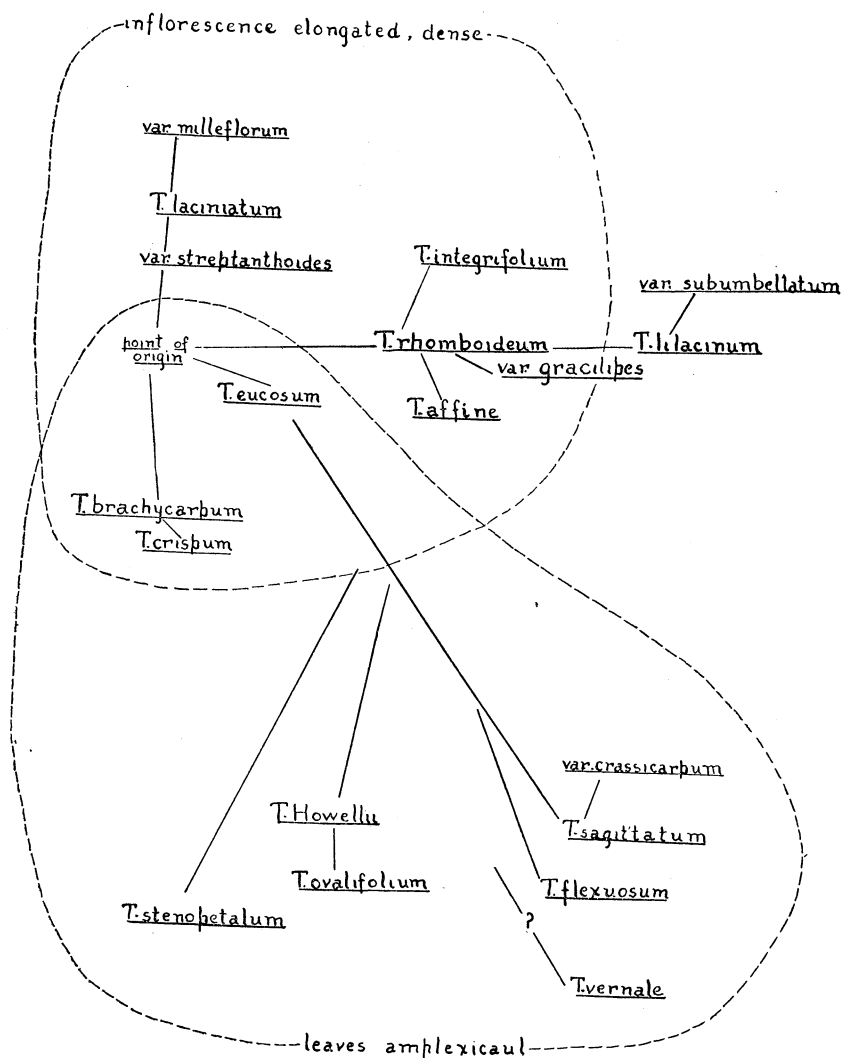 inflorescence elongated, dense
var. milleflorum
T. laciniatum
var. streptanthoides
T. integrifolium
var. subumbellatum
point of
origin
T. rhomboideum
T. lilacinum
var. gracilipes
T. eucosum
T. affine
T. brachycarpum
T. crispum
var. crassicarpum
T. Howellii
T. sagittatum
T. ovalifolium
T. flexuosum
T. stenopetalum
?
T. vernale
leaves amplexicaul